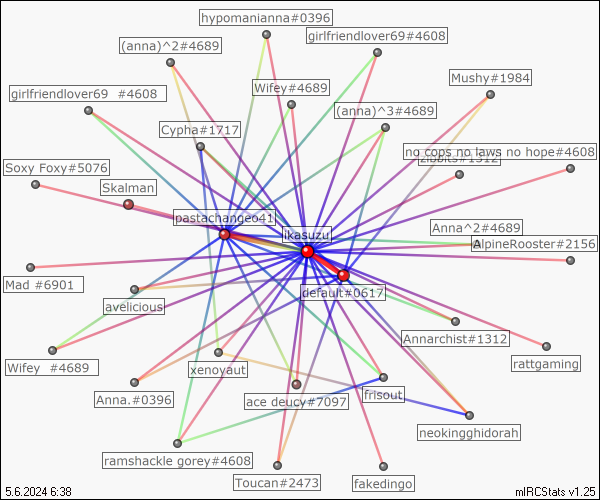 hypomanianna#0396
girlfriendlover69#4608
(anna)^2#4689
Mushy#1984
Wifey#4689
girlfriendlover69 #4608
(anna)^3#4689
Cypha#1717
no cops no laws no hope#4608
zibbits#1312
Soxy Foxy#5076
Skalman
pastachangeo41
Anna^2#4689
ikasuzu
AlpineRooster#2156
Mad #6901
default#0617
avelicious
Annarchist#1312
rattgaming
Wifey #4689
xenoyaut
Anna.#0396
ace deucy#7097
frisout
neokingghidorah
ramshackle gorey#4608
Toucan#2473
fakedingo
5.6.2024 6:38
mIRCStats v1.25